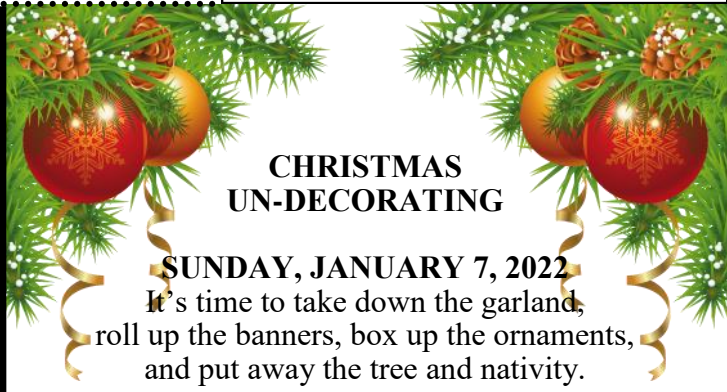 CHRISTMAS
UN-DECORATING
SUNDAY, JANUARY 7, 2022
It’s time to take down the garland,
roll up the banners, box up the ornaments,
and put away the tree and nativity.